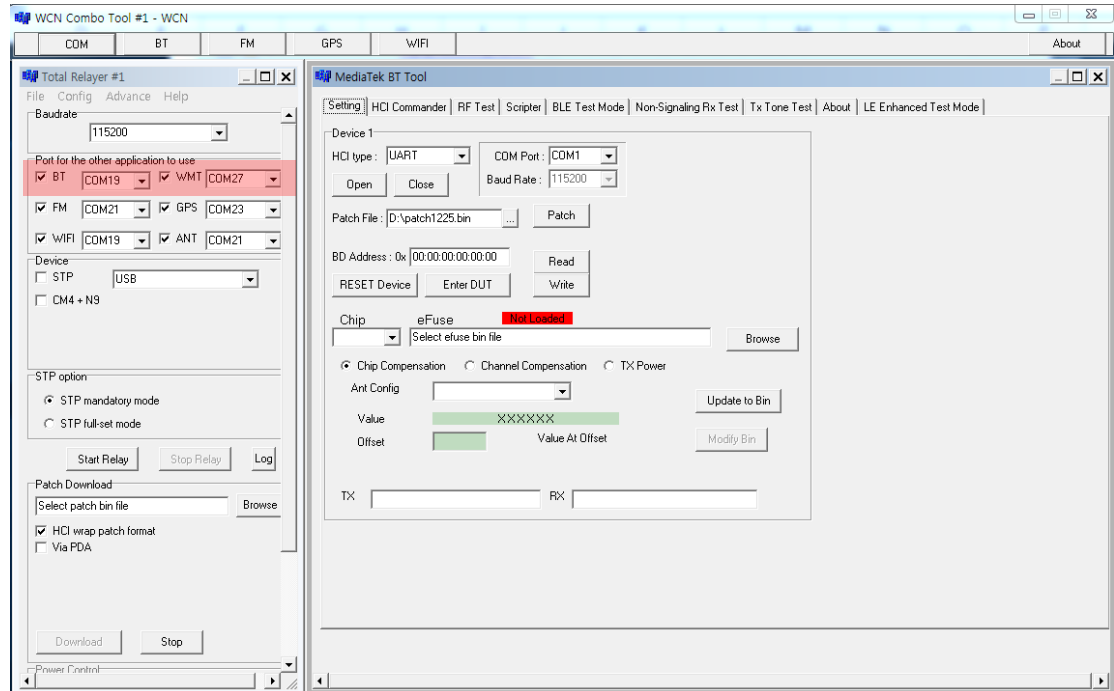 WCN Combo Tool #1 - WCN
COM BT FM GPS WIFI About
Total Relayer #1
File Config Advance Help
Baudrate
115200
Port for the other application to use
BT COM19 WMT COM27
FM COM21 GPS COM23
WIFI COM19 ANT COM21
Device
STP USB
CM4 + N9
STP option
STP mandatory mode
STP full-set mode
Start Relay Stop Relay Log
Patch Download
Select patch bin file Browse
HCI wrap patch format
Via PDA
Download Stop
Power Control
MediaTek BT Tool
Setting HCI Commander RF Test Scripter BLE Test Mode Non-Signaling Rx Test Tx Tone Test About LE Enhanced Test Mode
Device 1
HCI type : UART COM Port : COM1
Open Close Baud Rate : 115200
Patch File : D:\patch1225.bin ... Patch
BD Address : 0x 00:00:00:00:00:00 Read
RESET Device Enter DUT Write
Chip eFuse Not Loaded
Select efuse bin file Browse
Chip Compensation Channel Compensation TX Power
Ant Config Update to Bin
Value XXXXXX
Offset Value At Offset Modify Bin
TX RX